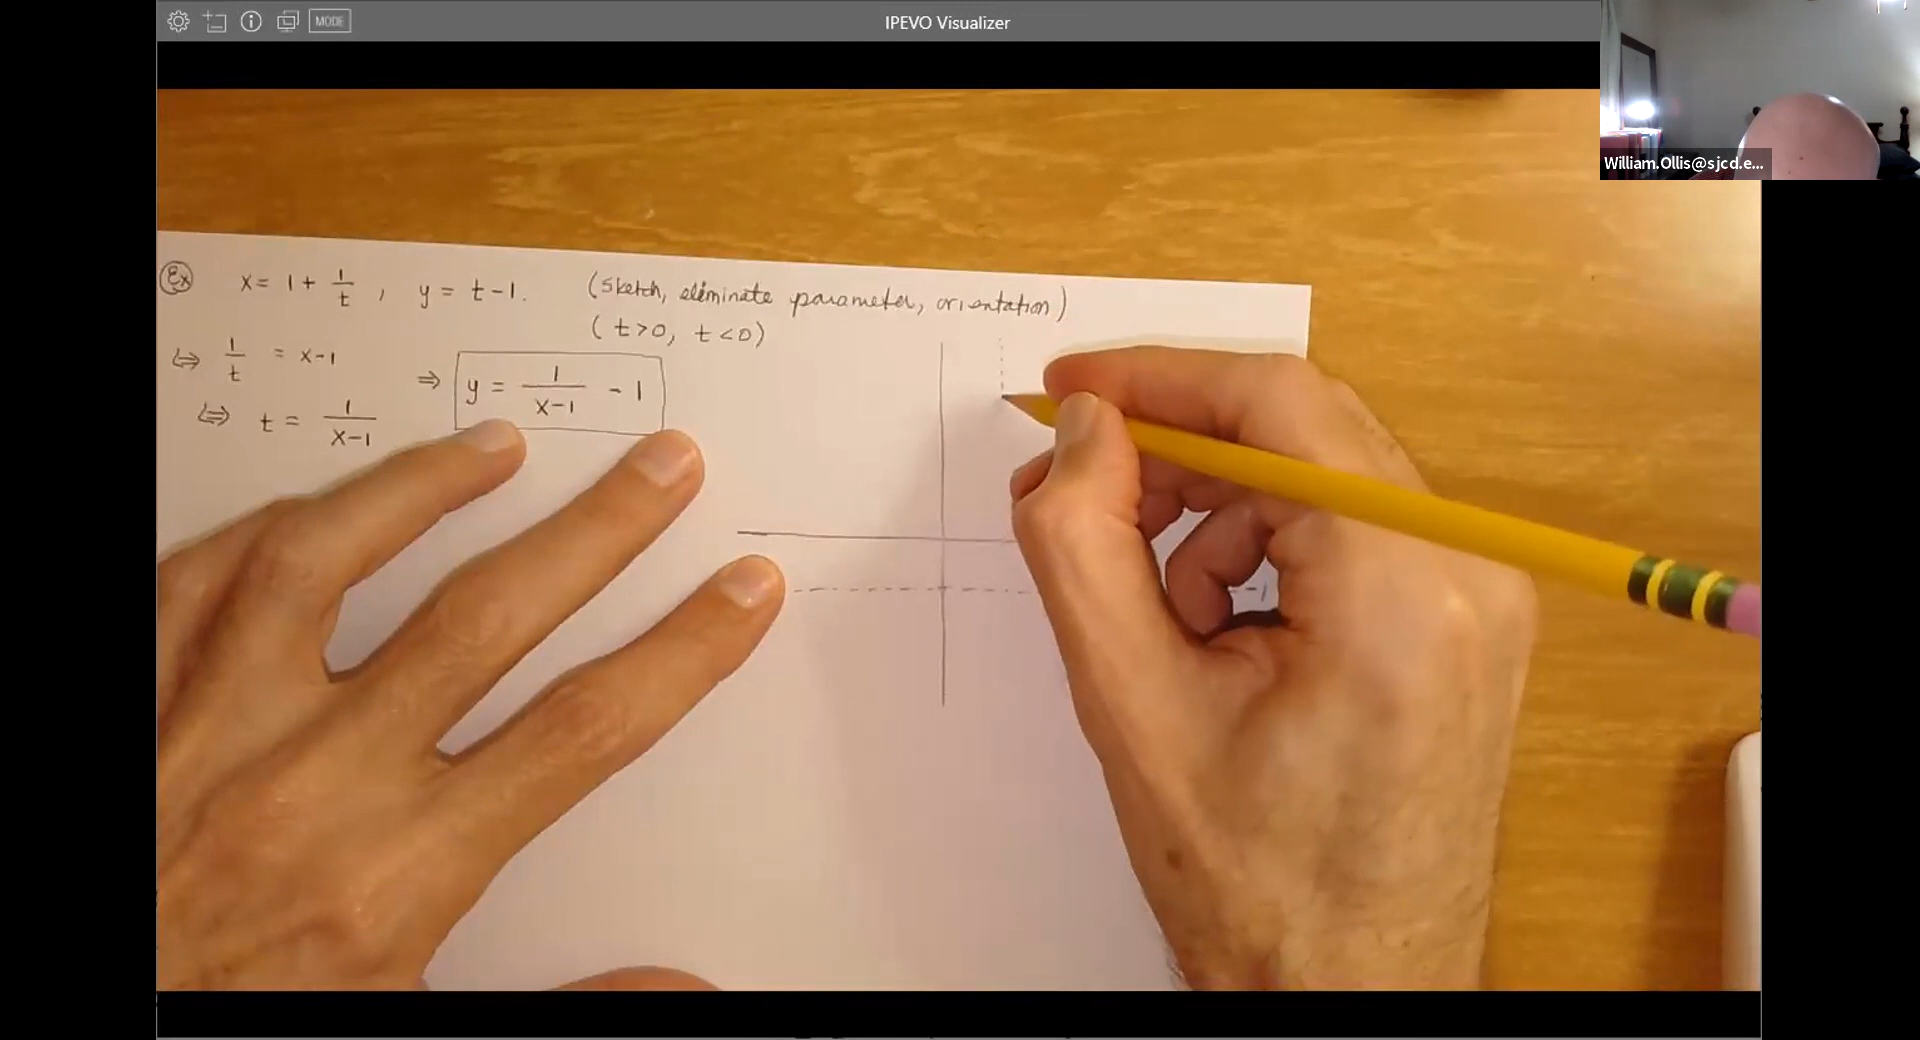 MODE
IPEVO Visualizer
William.Ollis@sjcd.e...
Ex x = 1 + 1/t , y = t - 1. (sketch, eliminate parameter, orientation)
( t > 0, t < 0 )
⇔ 1/t = x - 1
⇒ y = 1/(x-1) - 1
⇔ t = 1/(x-1)
-1